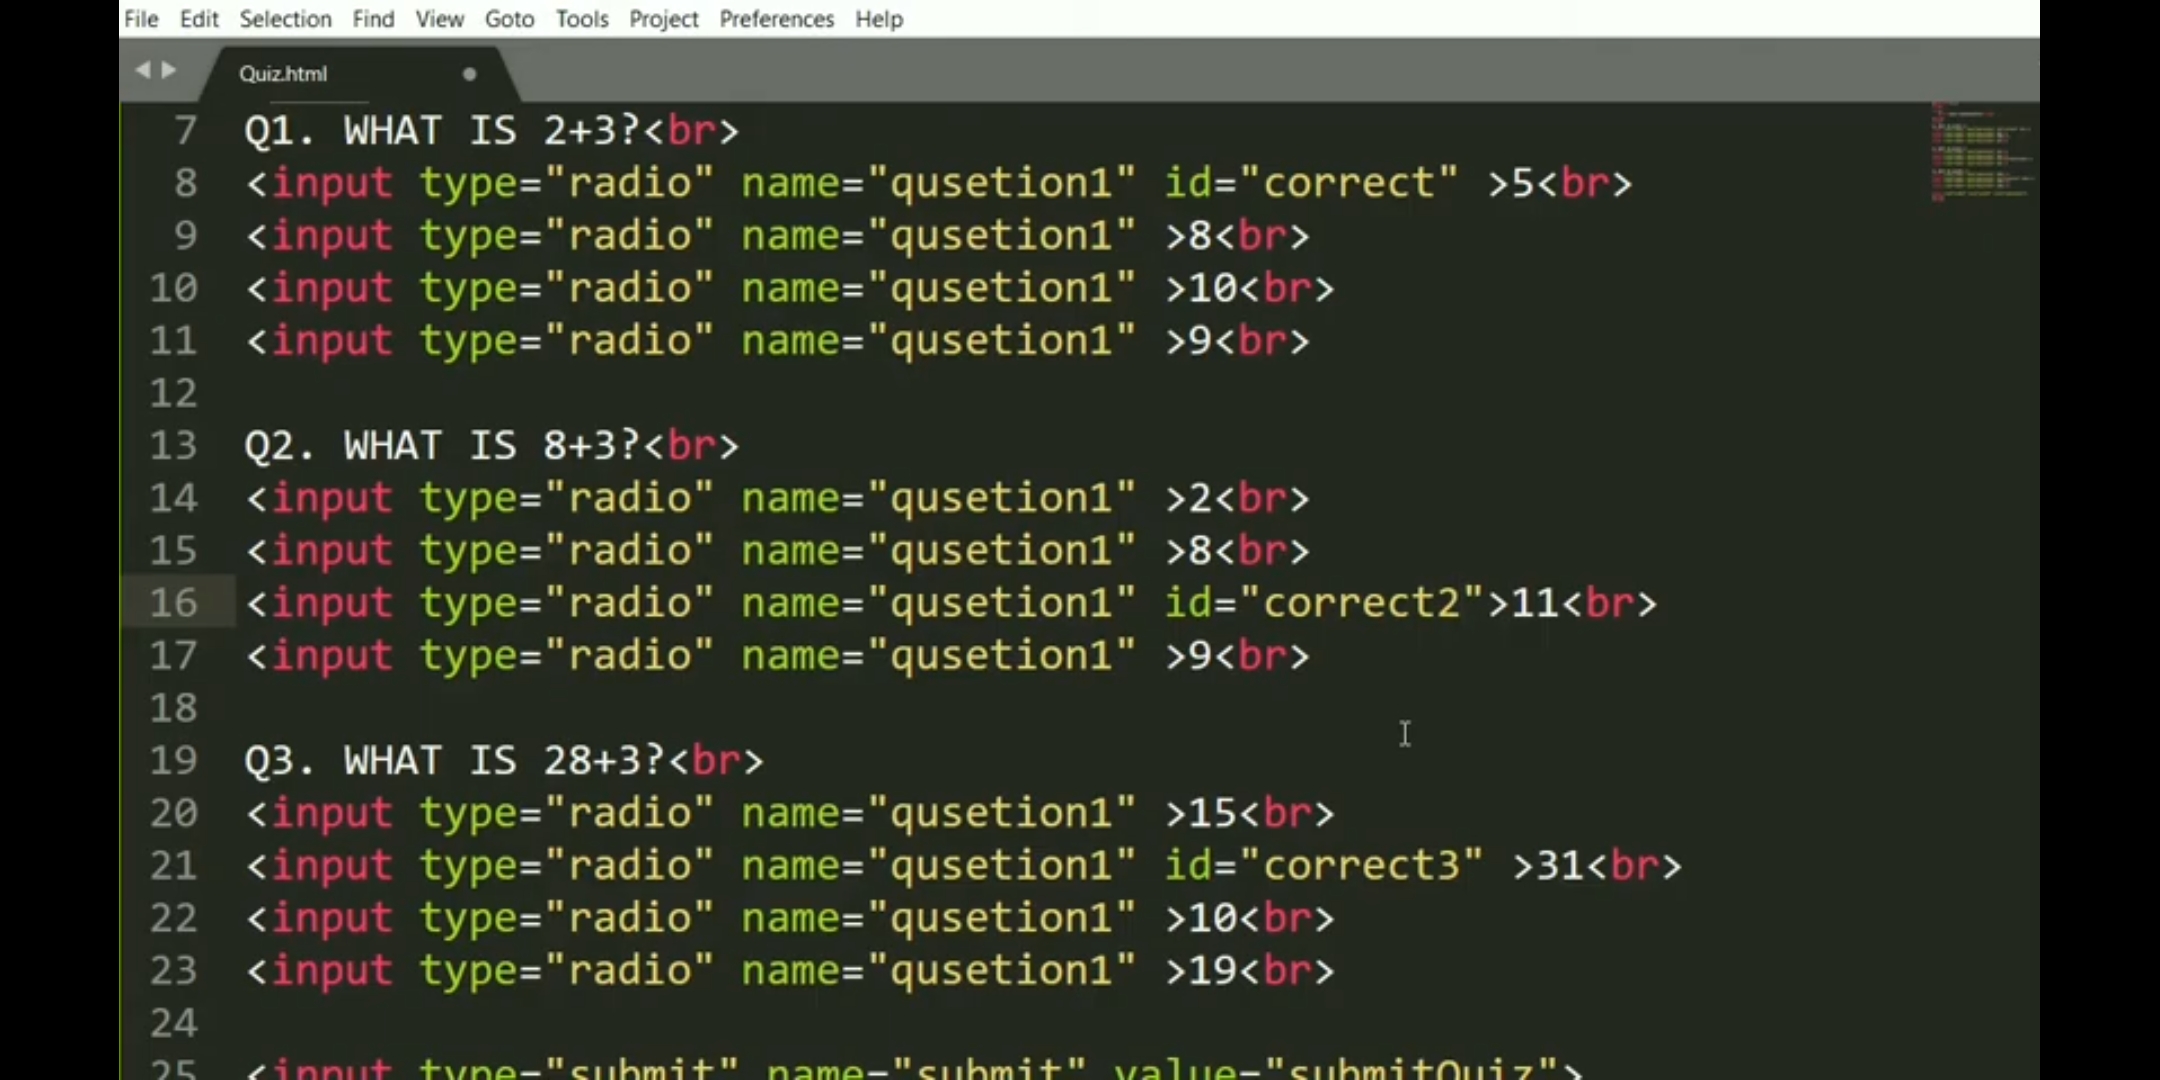 File Edit Selection Find View Goto Tools Project Preferences Help
Quiz.html
7 Q1. WHAT IS 2+3?<br>
8 <input type="radio" name="qusetion1" id="correct" >5<br>
9 <input type="radio" name="qusetion1" >8<br>
10 <input type="radio" name="qusetion1" >10<br>
11 <input type="radio" name="qusetion1" >9<br>
12
13 Q2. WHAT IS 8+3?<br>
14 <input type="radio" name="qusetion1" >2<br>
15 <input type="radio" name="qusetion1" >8<br>
16 <input type="radio" name="qusetion1" id="correct2">11<br>
17 <input type="radio" name="qusetion1" >9<br>
18
19 Q3. WHAT IS 28+3?<br>
20 <input type="radio" name="qusetion1" >15<br>
21 <input type="radio" name="qusetion1" id="correct3" >31<br>
22 <input type="radio" name="qusetion1" >10<br>
23 <input type="radio" name="qusetion1" >19<br>
24
25 <input type="submit" name="submit" value="submitQuiz">